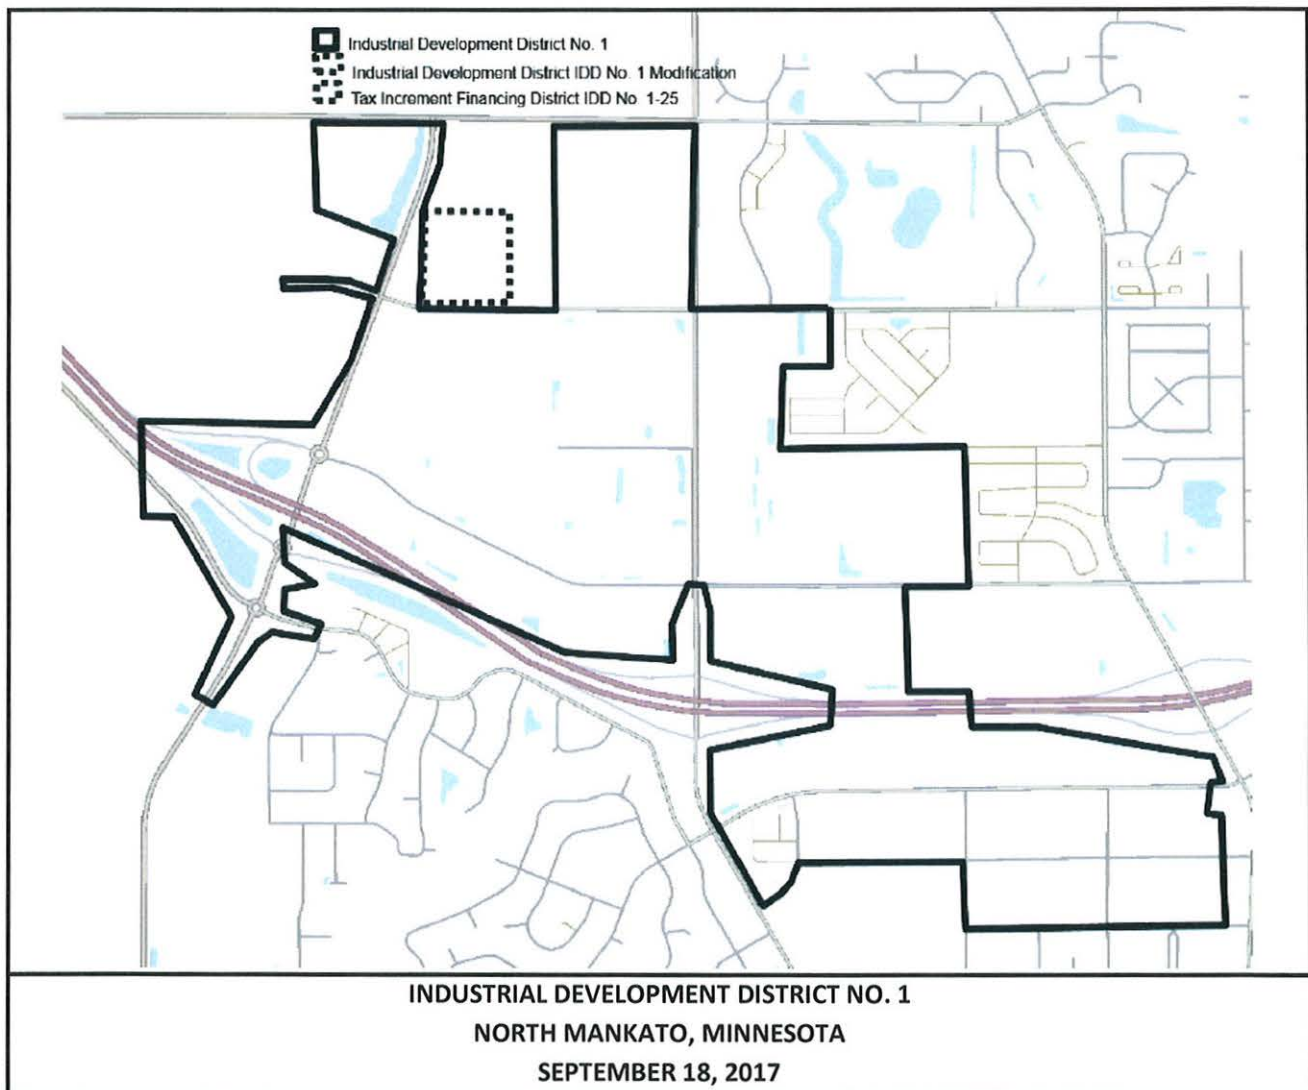 Industrial Development District No. 1
Industrial Development District IDD No. 1 Modification
Tax Increment Financing District IDD No. 1-25
INDUSTRIAL DEVELOPMENT DISTRICT NO. 1
NORTH MANKATO, MINNESOTA
SEPTEMBER 18, 2017